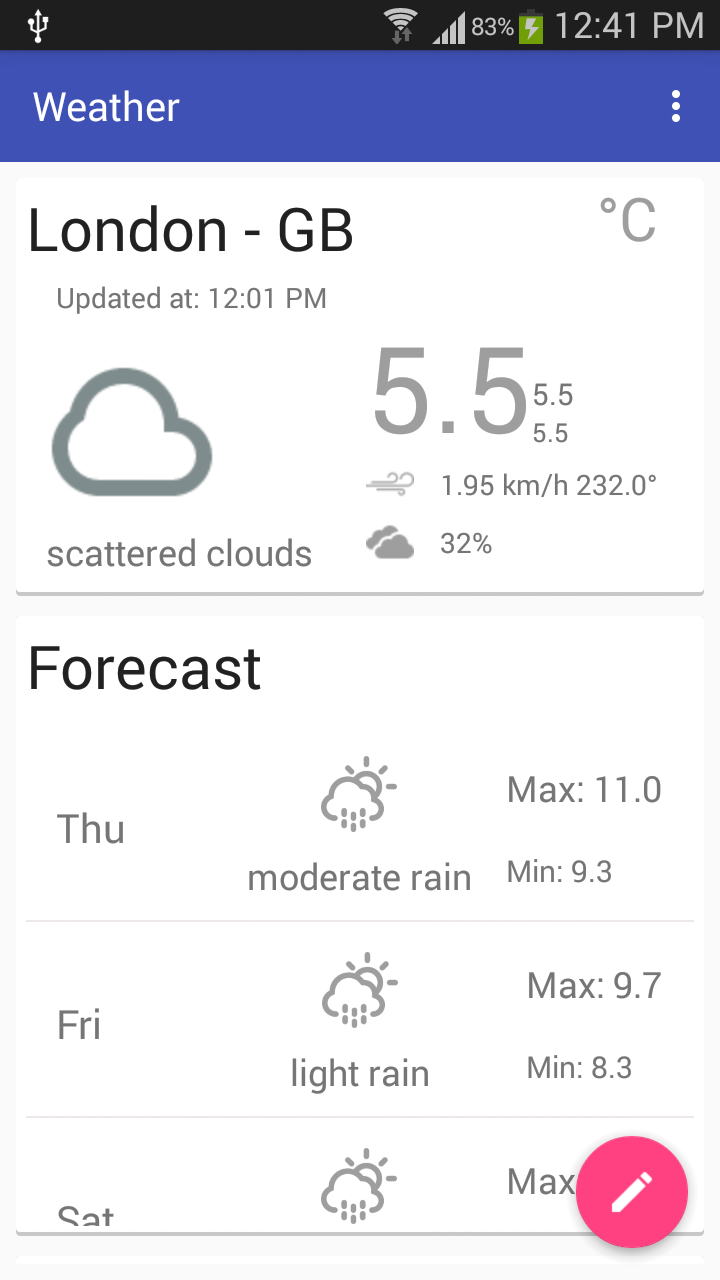 83% 12:41 PM
Weather
London - GB °C
Updated at: 12:01 PM
5.5
5.5
5.5
1.95 km/h 232.0°
scattered clouds
32%
Forecast
Thu
moderate rain
Max: 11.0
Min: 9.3
Fri
light rain
Max: 9.7
Min: 8.3
Sat
Max